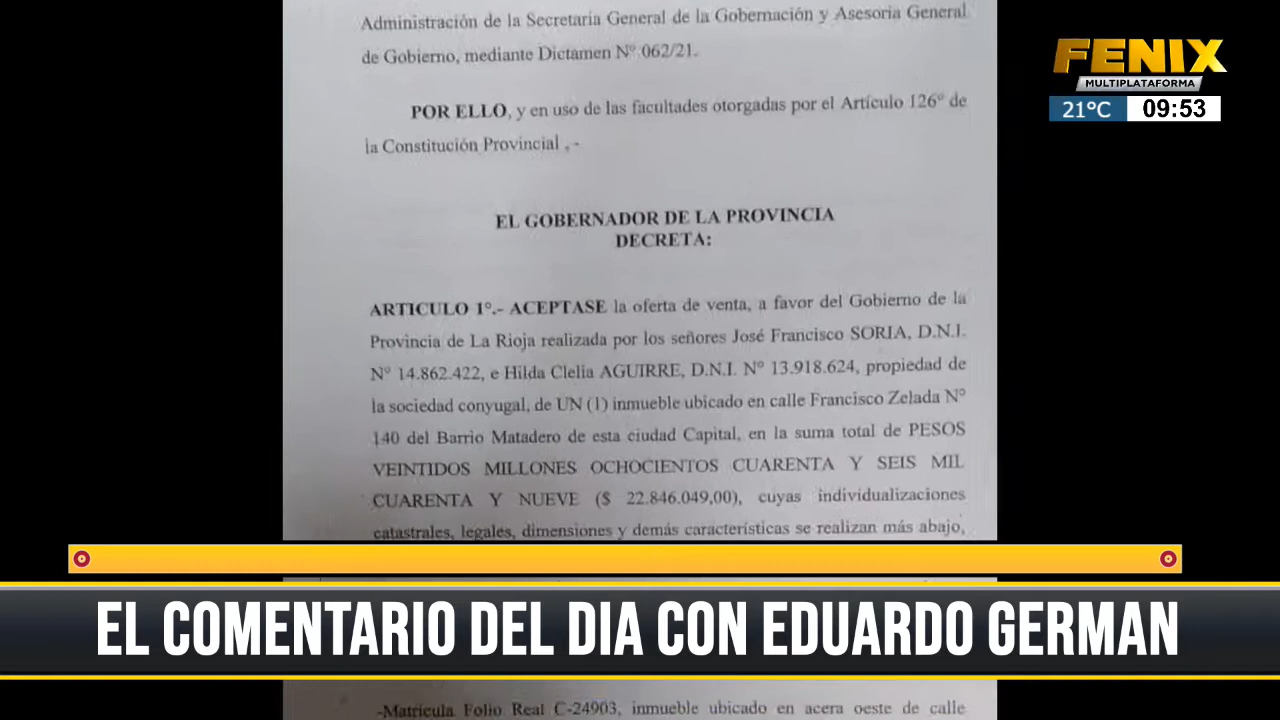 Administración de la Secretaría General de la Gobernación y Asesoría General
de Gobierno, mediante Dictamen Nº 062/21.
FENIX
MULTIPLATAFORMA
21°C 09:53
POR ELLO, y en uso de las facultades otorgadas por el Artículo 126º de
la Constitución Provincial , -
EL GOBERNADOR DE LA PROVINCIA
DECRETA:
ARTICULO 1º.- ACEPTASE la oferta de venta, a favor del Gobierno de la
Provincia de La Rioja realizada por los señores José Francisco SORIA, D.N.I.
Nº 14.862.422, e Hilda Clelia AGUIRRE, D.N.I. Nº 13.918.624, propiedad de
la sociedad conyugal, de UN (1) inmueble ubicado en calle Francisco Zelada Nº
140 del Barrio Matadero de esta ciudad Capital, en la suma total de PESOS
VEINTIDOS MILLONES OCHOCIENTOS CUARENTA Y SEIS MIL
CUARENTA Y NUEVE ($ 22.846.049,00), cuyas individualizaciones
catastrales, legales, dimensiones y demás características se realizan más abajo,
EL COMENTARIO DEL DIA CON EDUARDO GERMAN
-Matrícula Folio Real C-24903, inmueble ubicado en acera oeste de calle